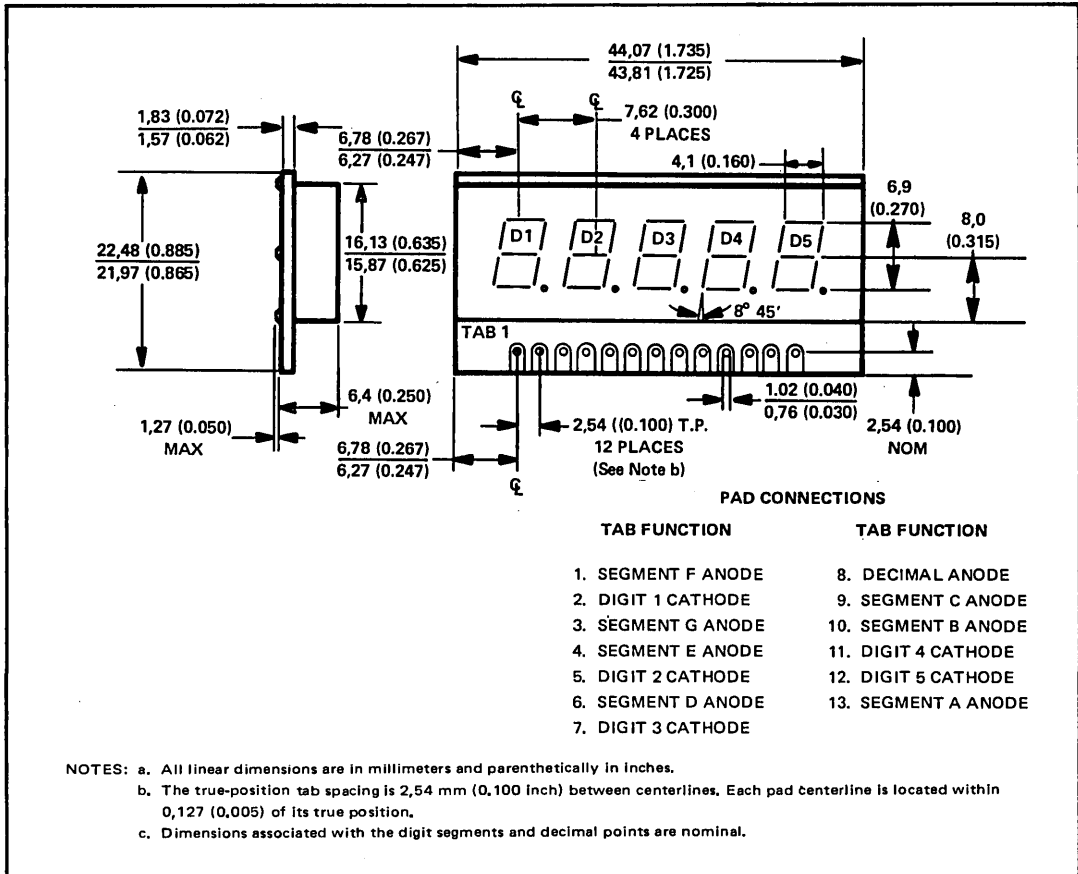 44,07 (1.735)
43,81 (1.725)
℄ ℄
7,62 (0.300)
4 PLACES
1,83 (0.072)
1,57 (0.062)
6,78 (0.267)
6,27 (0.247)
4,1 (0.160)
6,9
(0.270)
8,0
(0.315)
22,48 (0.885)
21,97 (0.865)
16,13 (0.635)
15,87 (0.625)
D1 D2 D3 D4 D5
8° 45′
TAB 1
6,4 (0.250)
MAX
1,27 (0.050)
MAX
1.02 (0.040)
0,76 (0.030)
2,54 ((0.100) T.P.
12 PLACES
(See Note b)
2,54 (0.100)
NOM
6,78 (0.267)
6,27 (0.247)
℄
PAD CONNECTIONS
TAB FUNCTION TAB FUNCTION
1. SEGMENT F ANODE 8. DECIMAL ANODE
2. DIGIT 1 CATHODE 9. SEGMENT C ANODE
3. SEGMENT G ANODE 10. SEGMENT B ANODE
4. SEGMENT E ANODE 11. DIGIT 4 CATHODE
5. DIGIT 2 CATHODE 12. DIGIT 5 CATHODE
6. SEGMENT D ANODE 13. SEGMENT A ANODE
7. DIGIT 3 CATHODE
NOTES: a. All linear dimensions are in millimeters and parenthetically in inches.
b. The true-position tab spacing is 2,54 mm (0.100 inch) between centerlines. Each pad centerline is located within
0,127 (0.005) of its true position.
c. Dimensions associated with the digit segments and decimal points are nominal.